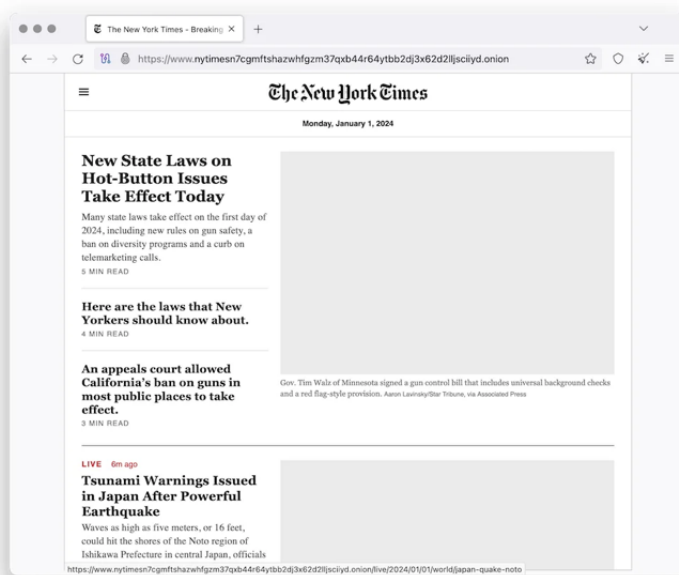 The New York Times - Breaking
https://www.nytimesn7cgmftshazwhfgzm37qxb44r64ytbb2dj3x62d2lljsciiyd.onion
The New York Times
Monday, January 1, 2024
New State Laws on
Hot-Button Issues
Take Effect Today
Many state laws take effect on the first day of
2024, including new rules on gun safety, a
ban on diversity programs and a curb on
telemarketing calls.
5 MIN READ
Here are the laws that New
Yorkers should know about.
4 MIN READ
An appeals court allowed
California's ban on guns in
most public places to take
effect.
3 MIN READ
Gov. Tim Walz of Minnesota signed a gun control bill that includes universal background checks
and a red flag-style provision. Aaron Lavinsky/Star Tribune, via Associated Press
LIVE 6m ago
Tsunami Warnings Issued
in Japan After Powerful
Earthquake
Waves as high as five meters, or 16 feet,
could hit the shores of the Noto region of
Ishikawa Prefecture in central Japan, officials
https://www.nytimesn7cgmftshazwhfgzm37qxb44r64ytbb2dj3x62d2lljsciiyd.onion/live/2024/01/01/world/japan-quake-noto